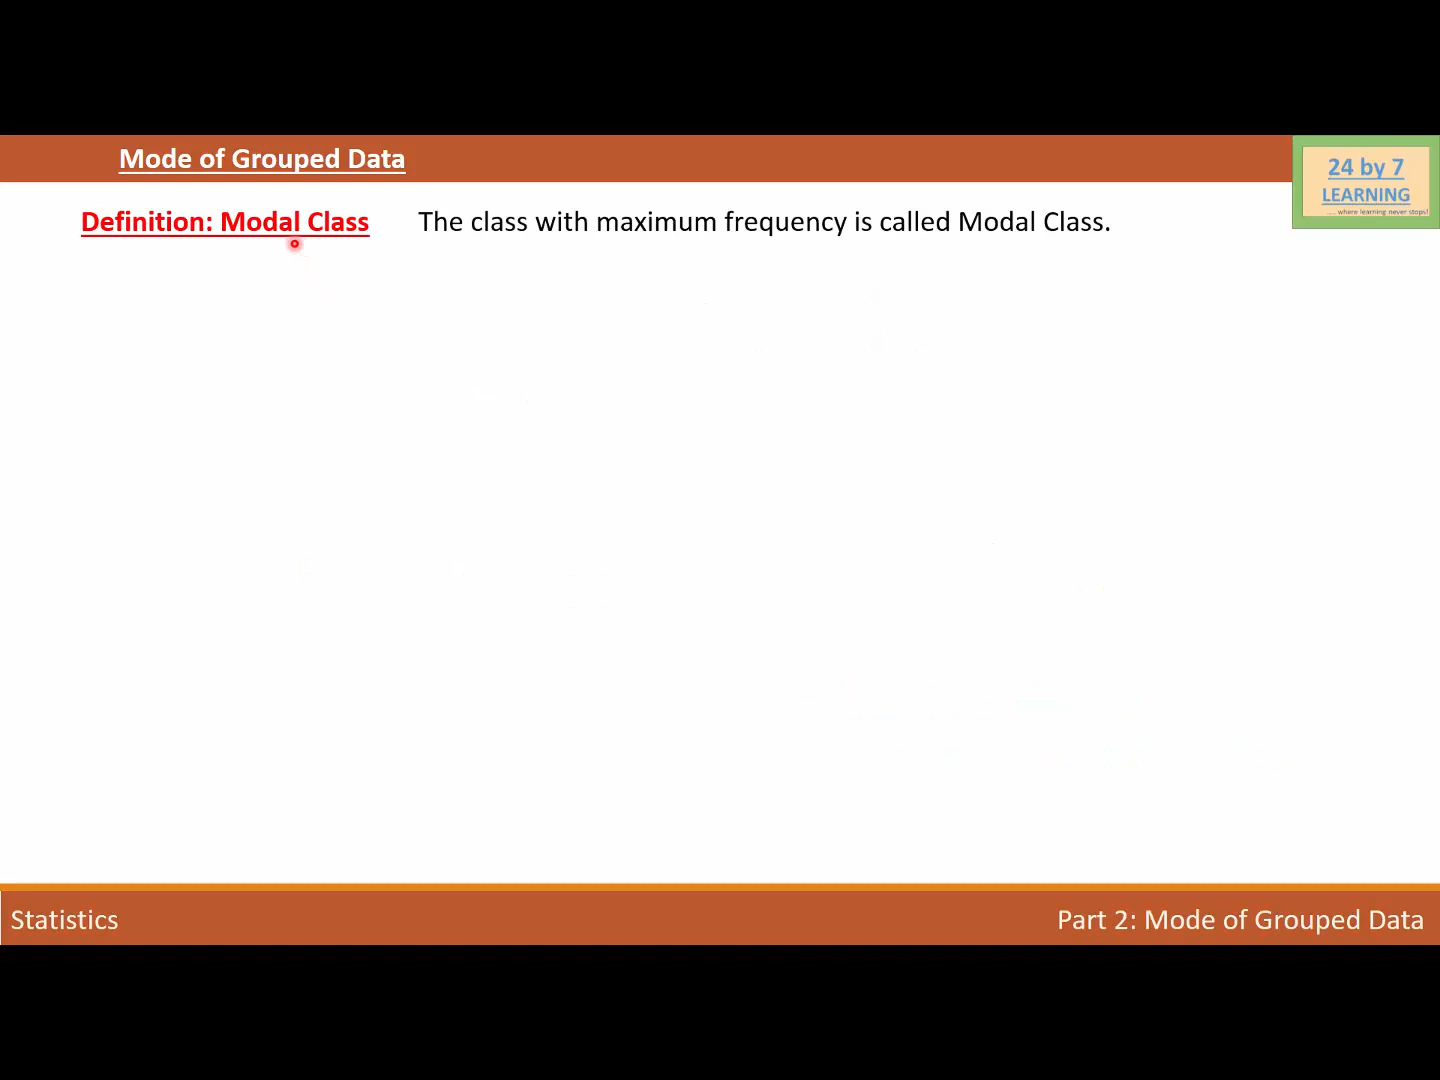 Mode of Grouped Data
24 by 7
LEARNING
.... where learning never stops!
Definition: Modal Class The class with maximum frequency is called Modal Class.
Statistics
Part 2: Mode of Grouped Data